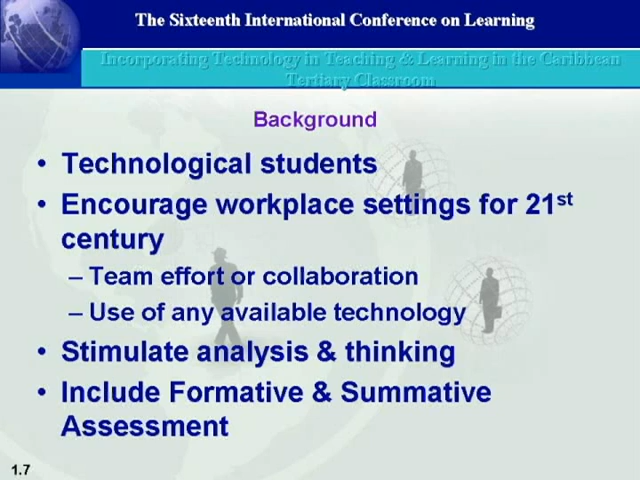 The Sixteenth International Conference on Learning
Incorporating Technology in Teaching & Learning in the Caribbean
Tertiary Classroom
Background
• Technological students
• Encourage workplace settings for 21st
century
– Team effort or collaboration
– Use of any available technology
• Stimulate analysis & thinking
• Include Formative & Summative
Assessment
1.7